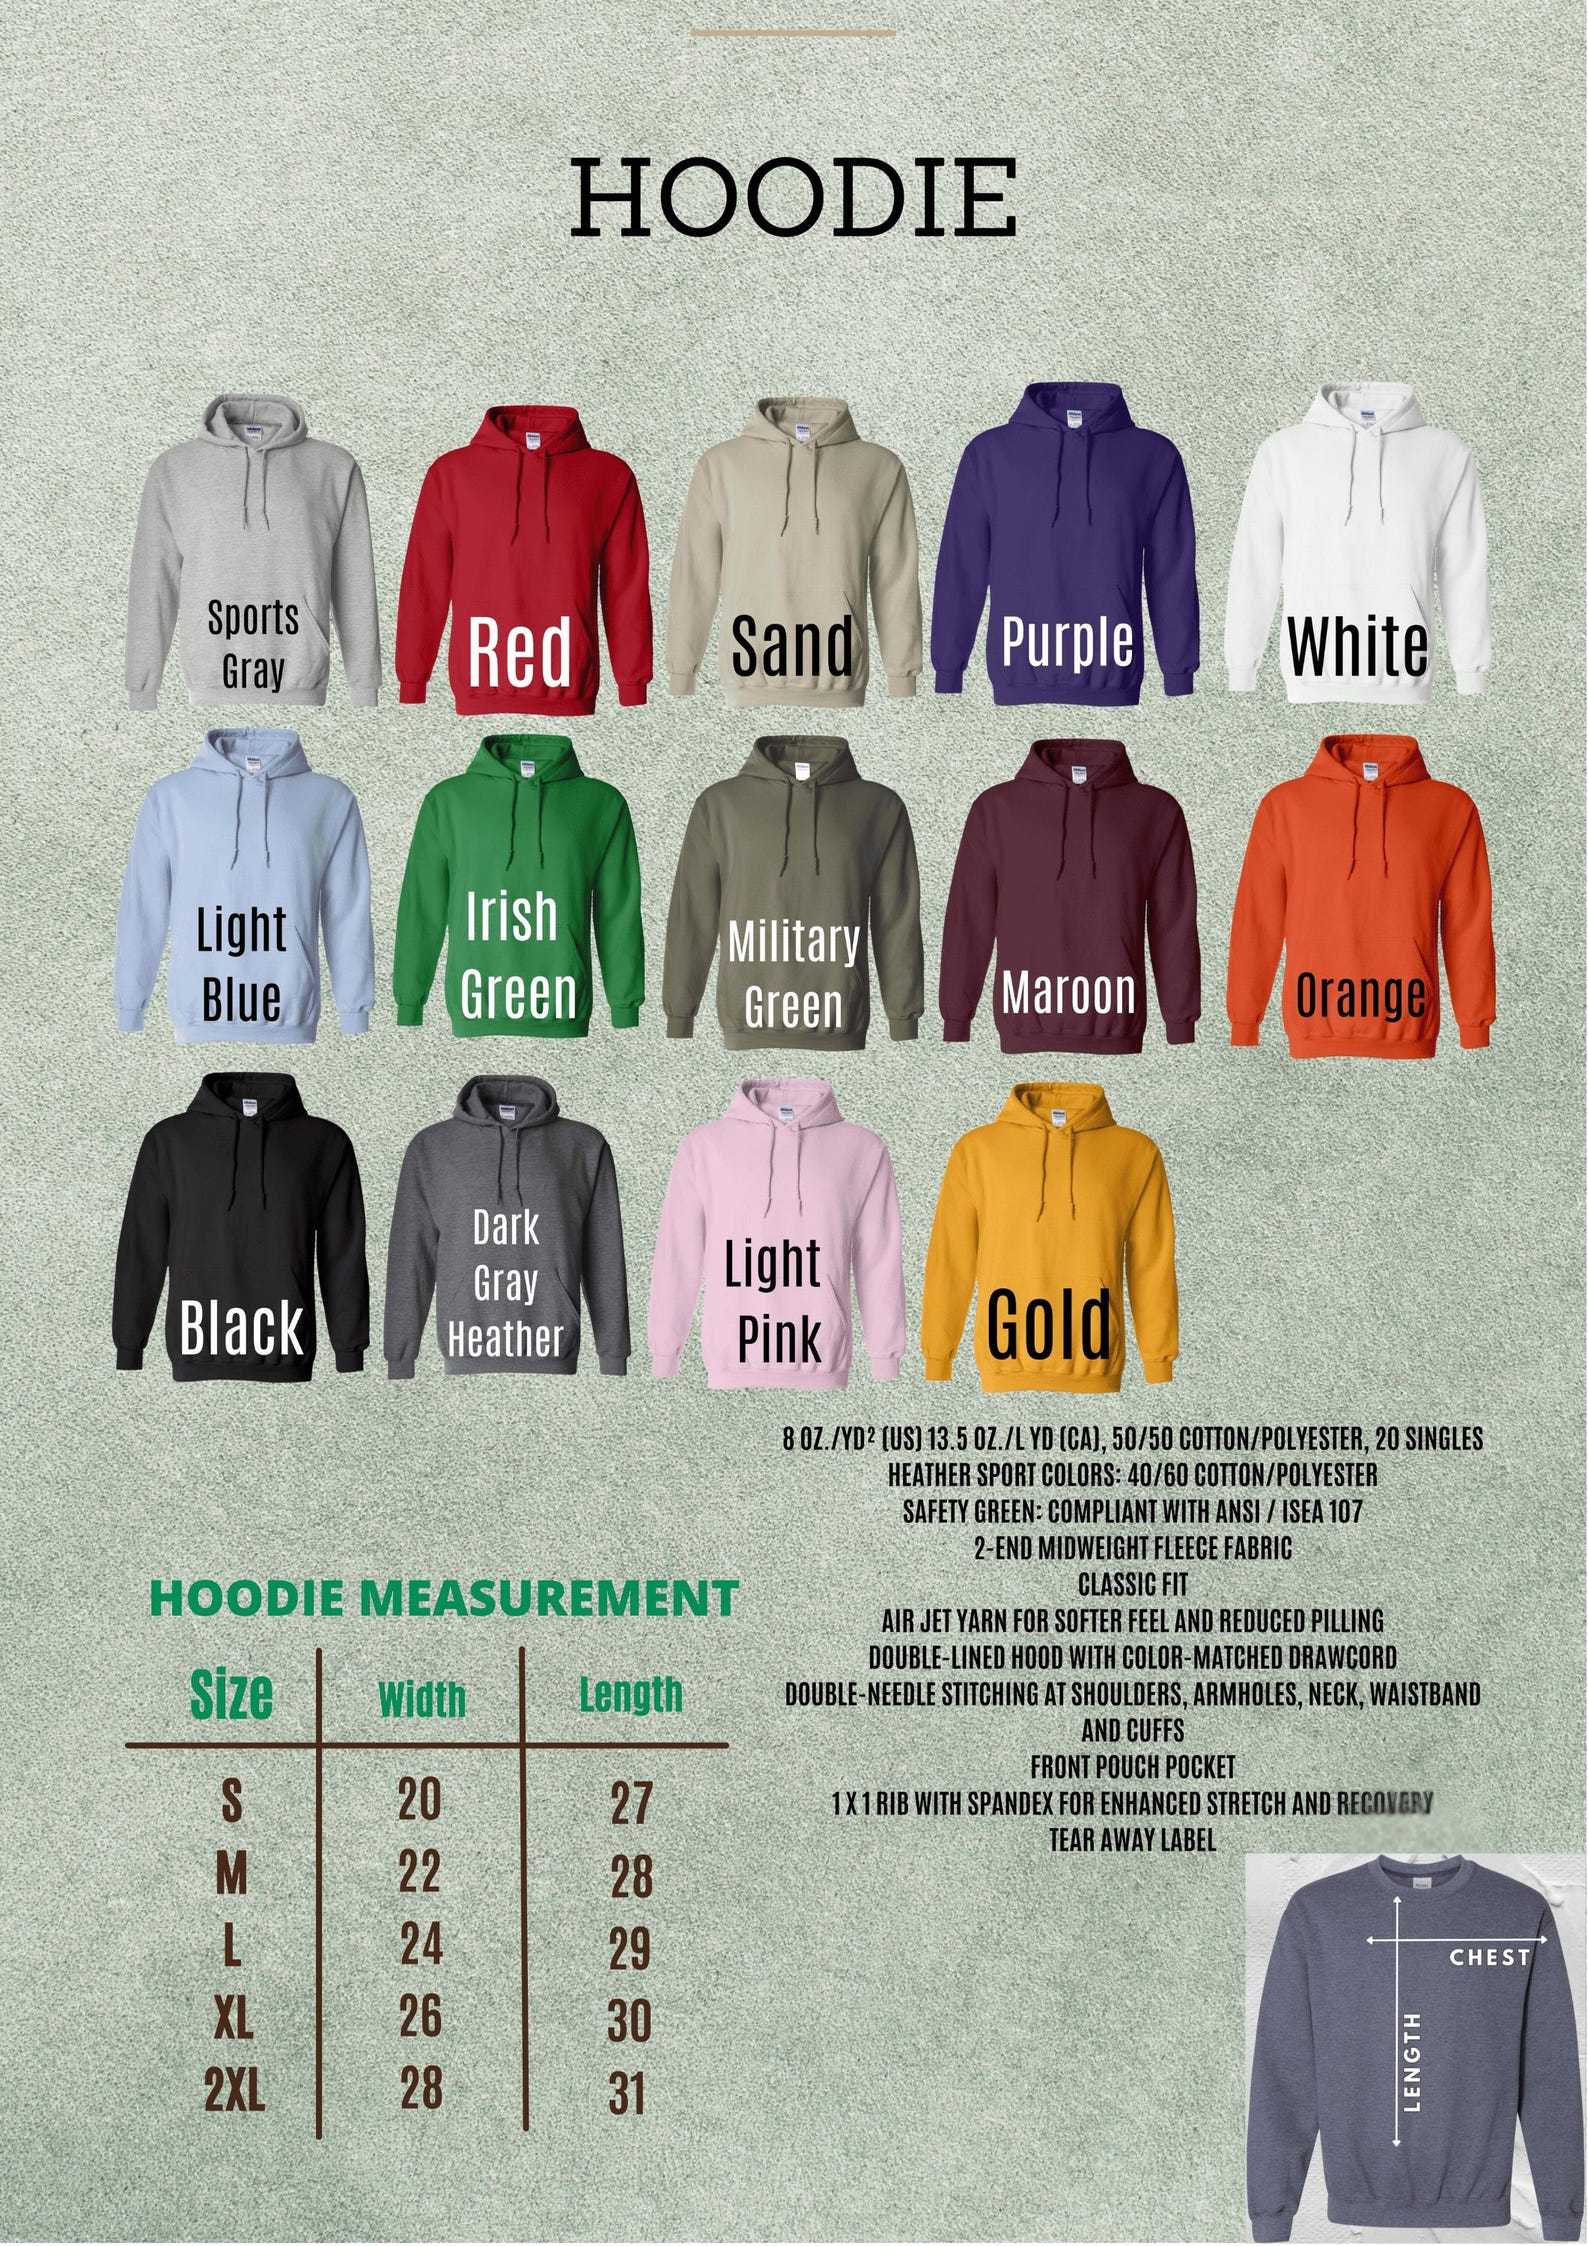 HOODIE
Sports
Gray
Red
Sand
Purple
White
Light
Blue
Irish
Green
Military
Green
Maroon
Orange
Black
Dark
Gray
Heather
Light
Pink
Gold
8 OZ./YD² (US) 13.5 OZ./L YD (CA), 50/50 COTTON/POLYESTER, 20 SINGLES
HEATHER SPORT COLORS: 40/60 COTTON/POLYESTER
SAFETY GREEN: COMPLIANT WITH ANSI / ISEA 107
2-END MIDWEIGHT FLEECE FABRIC
CLASSIC FIT
AIR JET YARN FOR SOFTER FEEL AND REDUCED PILLING
DOUBLE-LINED HOOD WITH COLOR-MATCHED DRAWCORD
DOUBLE-NEEDLE STITCHING AT SHOULDERS, ARMHOLES, NECK, WAISTBAND
AND CUFFS
FRONT POUCH POCKET
1 X 1 RIB WITH SPANDEX FOR ENHANCED STRETCH AND RECOVERY
TEAR AWAY LABEL
HOODIE MEASUREMENT
Size Width Length
S 20 27
M 22 28
L 24 29
XL 26 30
2XL 28 31
CHEST
LENGTH